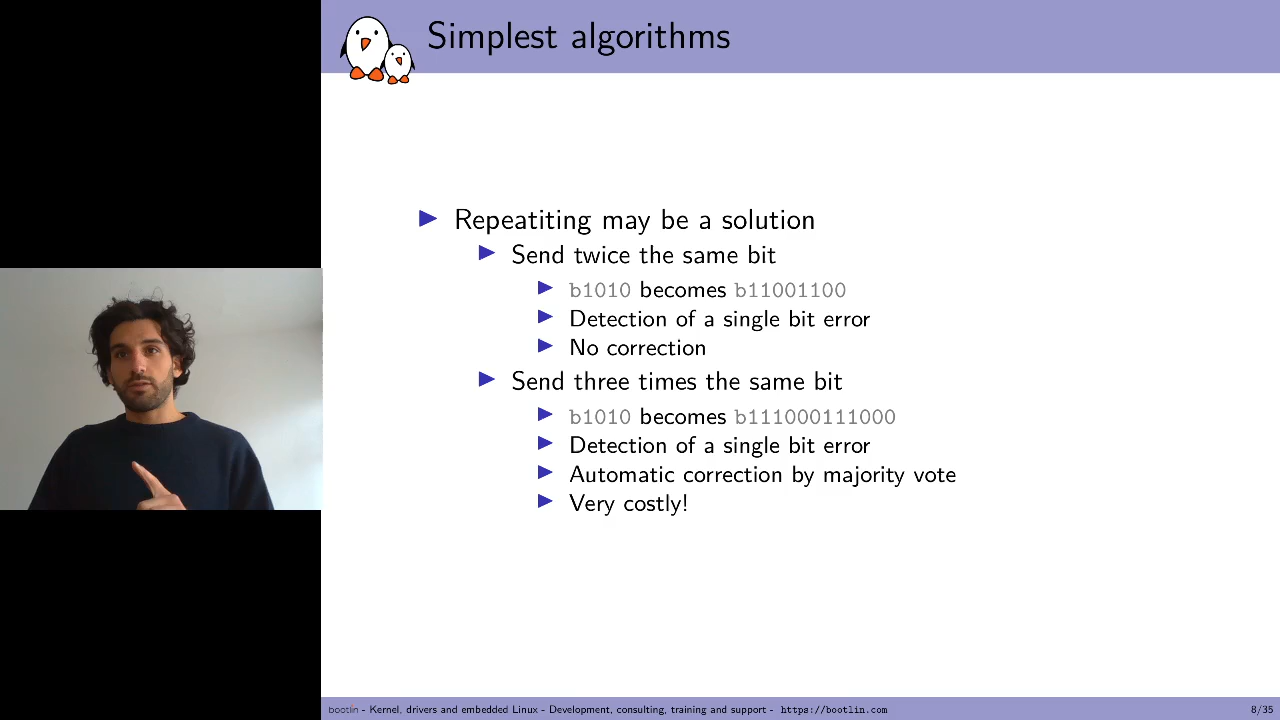 Simplest algorithms
Repeatiting may be a solution
Send twice the same bit
b1010 becomes b11001100
Detection of a single bit error
No correction
Send three times the same bit
b1010 becomes b111000111000
Detection of a single bit error
Automatic correction by majority vote
Very costly!
bootlin - Kernel, drivers and embedded Linux - Development, consulting, training and support - https://bootlin.com
8/35